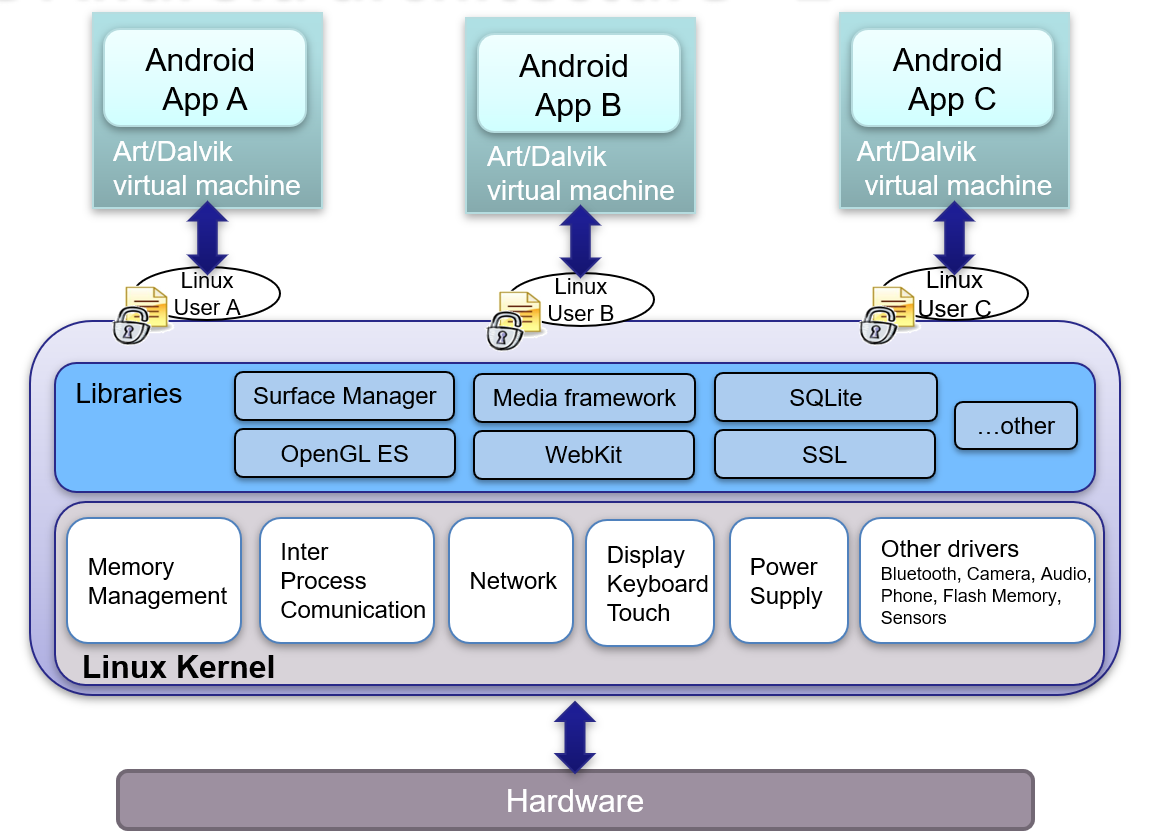 Android
App A
Art/Dalvik
virtual machine
Android
App B
Art/Dalvik
virtual machine
Android
App C
Art/Dalvik
virtual machine
Linux
User A
Linux
User B
Linux
User C
Libraries
Surface Manager
Media framework
SQLite
…other
OpenGL ES
WebKit
SSL
Memory
Management
Inter
Process
Comunication
Network
Display
Keyboard
Touch
Power
Supply
Other drivers
Bluetooth, Camera, Audio,
Phone, Flash Memory,
Sensors
Linux Kernel
Hardware